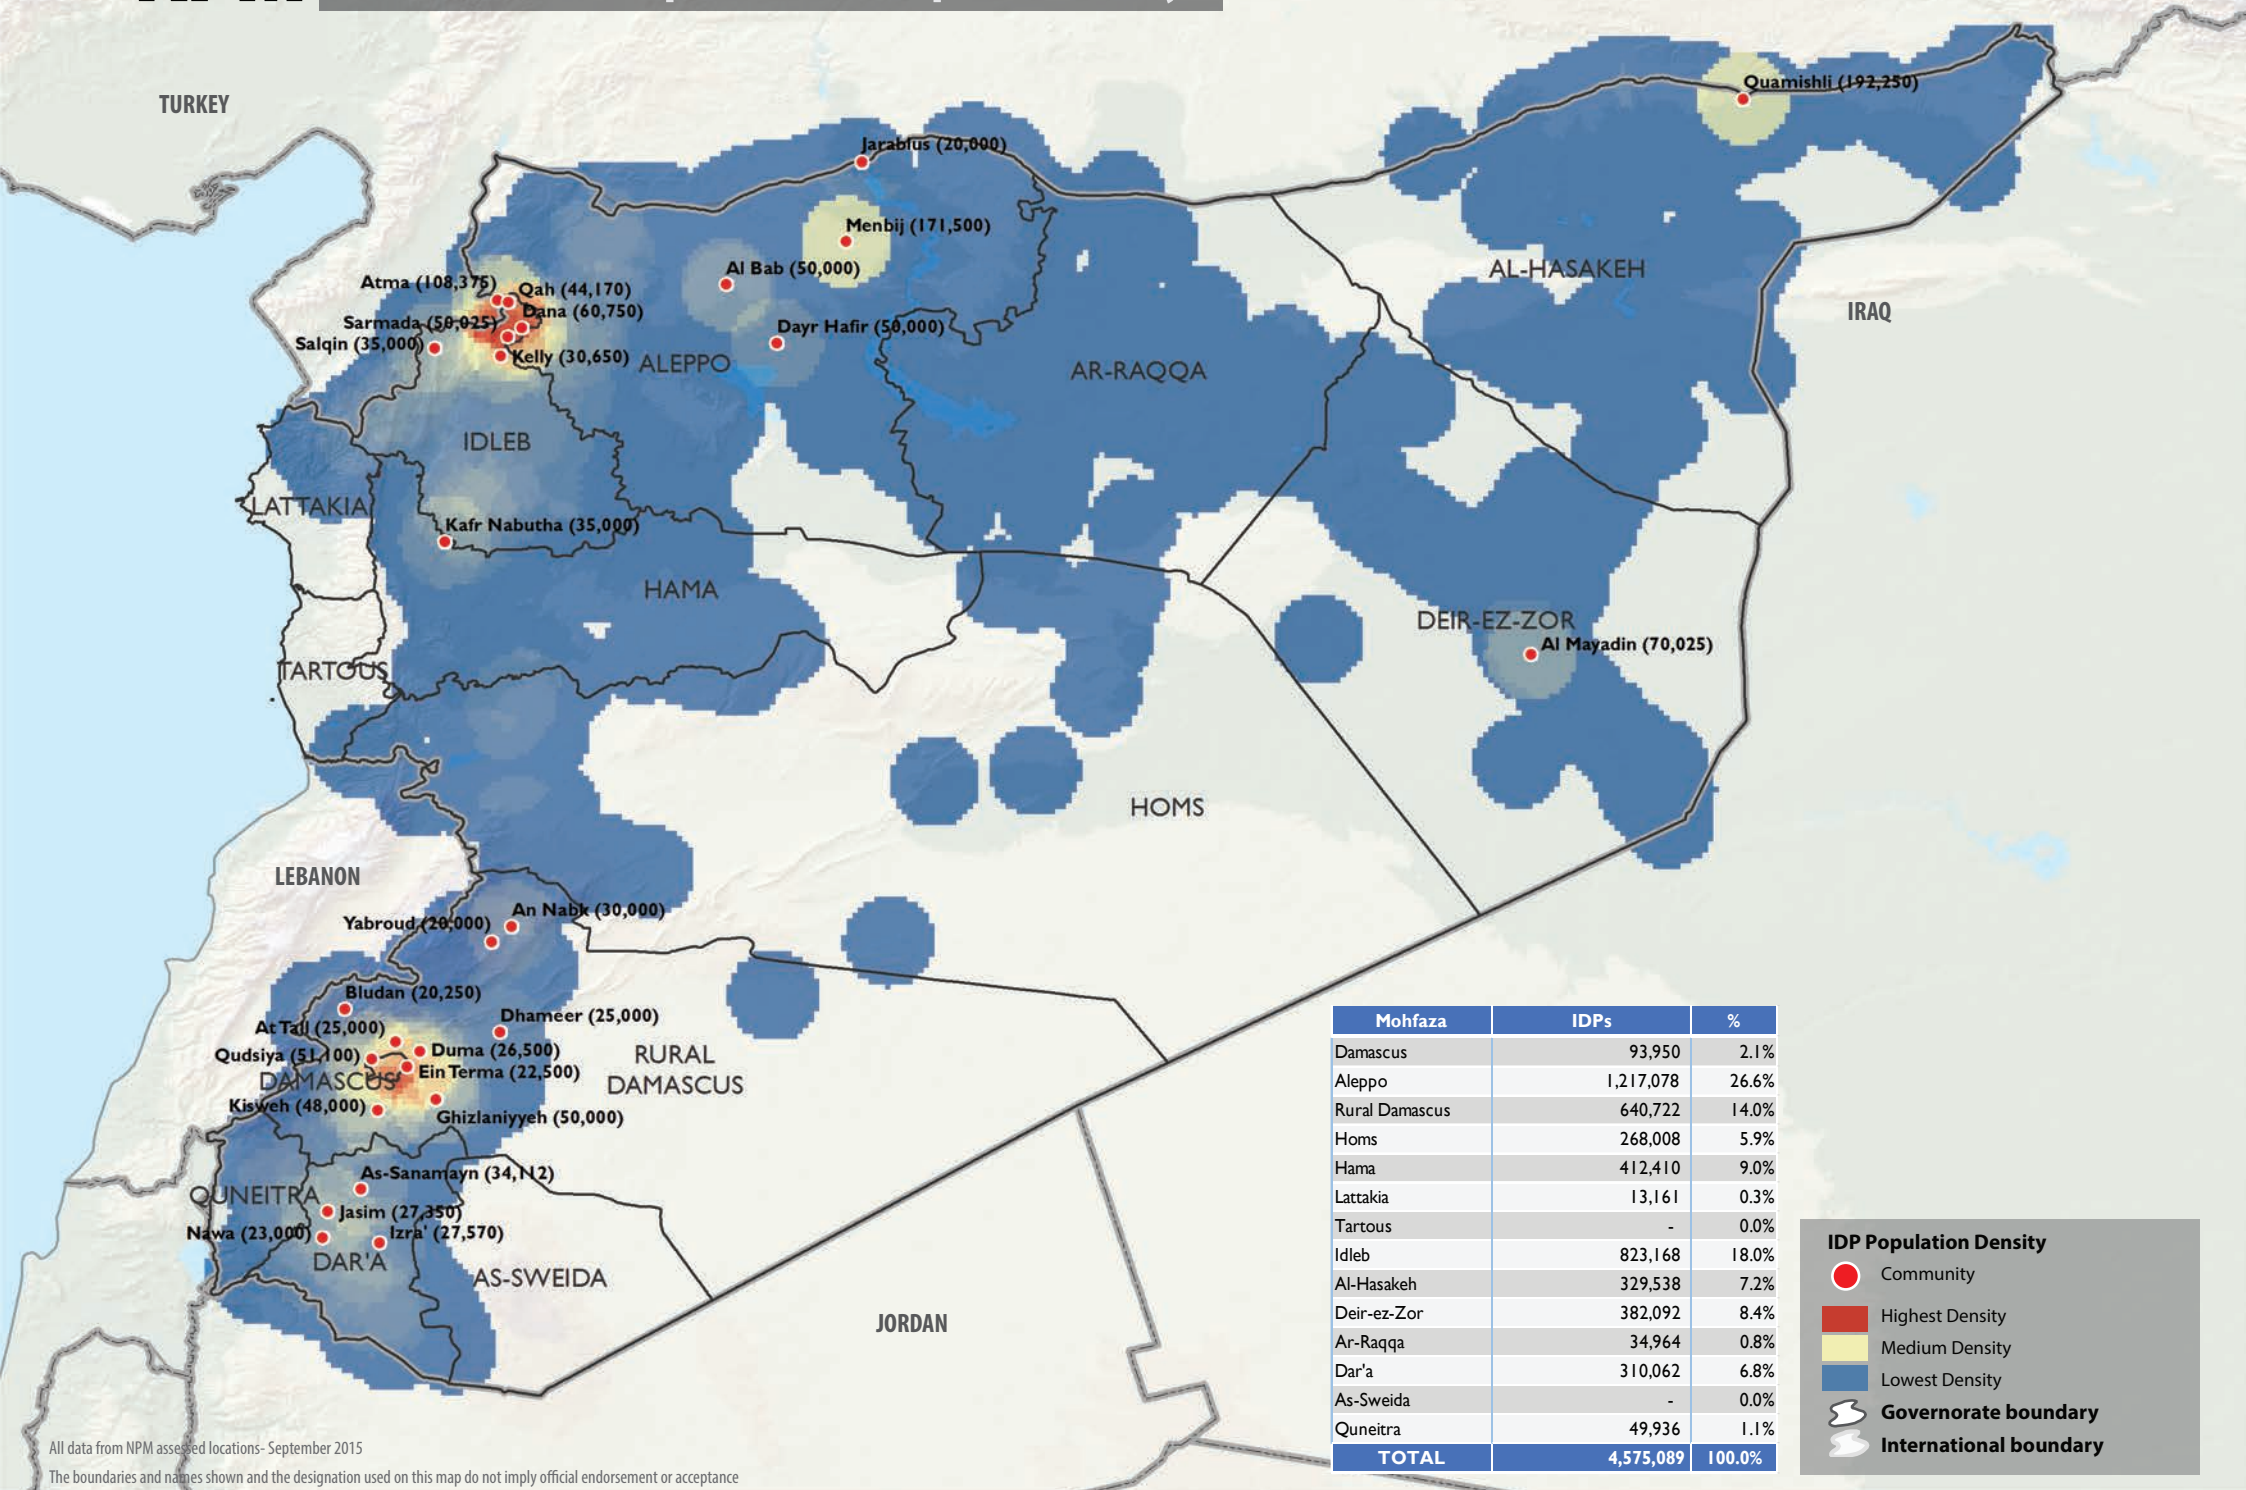 TURKEY
Quamishli (192,250)
Jarablus (20,000)
Menbij (171,500)
Al Bab (50,000)
AL-HASAKEH
Atma (108,375)
Qah (44,170)
IRAQ
Dana (60,750)
Sarmada (50,025)
Dayr Hafir (50,000)
Salqin (35,000)
Kelly (30,650)
ALEPPO
AR-RAQQA
IDLEB
LATTAKIA
Kafr Nabutha (35,000)
HAMA
DEIR-EZ-ZOR
Al Mayadin (70,025)
TARTOUS
HOMS
LEBANON
An Nabk (30,000)
Yabroud (20,000)
Bludan (20,250)
Dhameer (25,000)
At Tall (25,000)
Duma (26,500)
Qudsiya (51,100)
RURAL
DAMASCUS
Ein Terma (22,500)
DAMASCUS
Kisweh (48,000)
Ghizlaniyyeh (50,000)
As-Sanamayn (34,112)
QUNEITRA
Jasim (27,350)
Nawa (23,000)
Izra' (27,570)
DAR'A
AS-SWEIDA
JORDAN
Mohfaza IDPs %
Damascus 93,950 2.1%
Aleppo 1,217,078 26.6%
Rural Damascus 640,722 14.0%
Homs 268,008 5.9%
Hama 412,410 9.0%
Lattakia 13,161 0.3%
Tartous - 0.0%
Idleb 823,168 18.0%
Al-Hasakeh 329,538 7.2%
Deir-ez-Zor 382,092 8.4%
Ar-Raqqa 34,964 0.8%
Dar'a 310,062 6.8%
As-Sweida - 0.0%
Quneitra 49,936 1.1%
TOTAL 4,575,089 100.0%
IDP Population Density
Community
Highest Density
Medium Density
Lowest Density
Governorate boundary
International boundary
All data from NPM assessed locations- September 2015
The boundaries and names shown and the designation used on this map do not imply official endorsement or acceptance